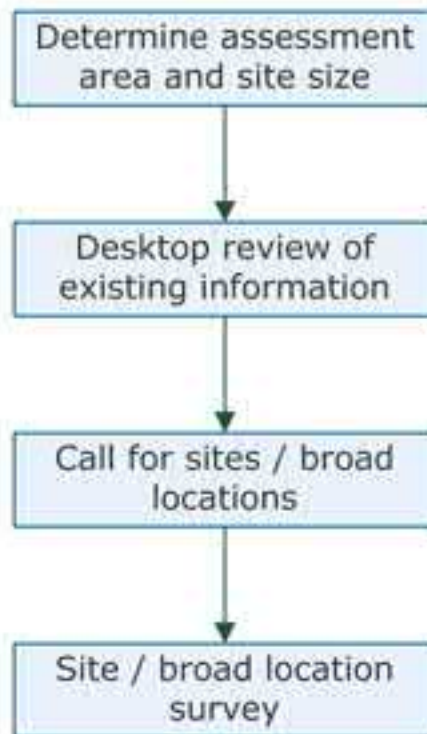 Determine assessment
area and site size
Desktop review of
existing information
Call for sites / broad
locations
Site / broad location
survey